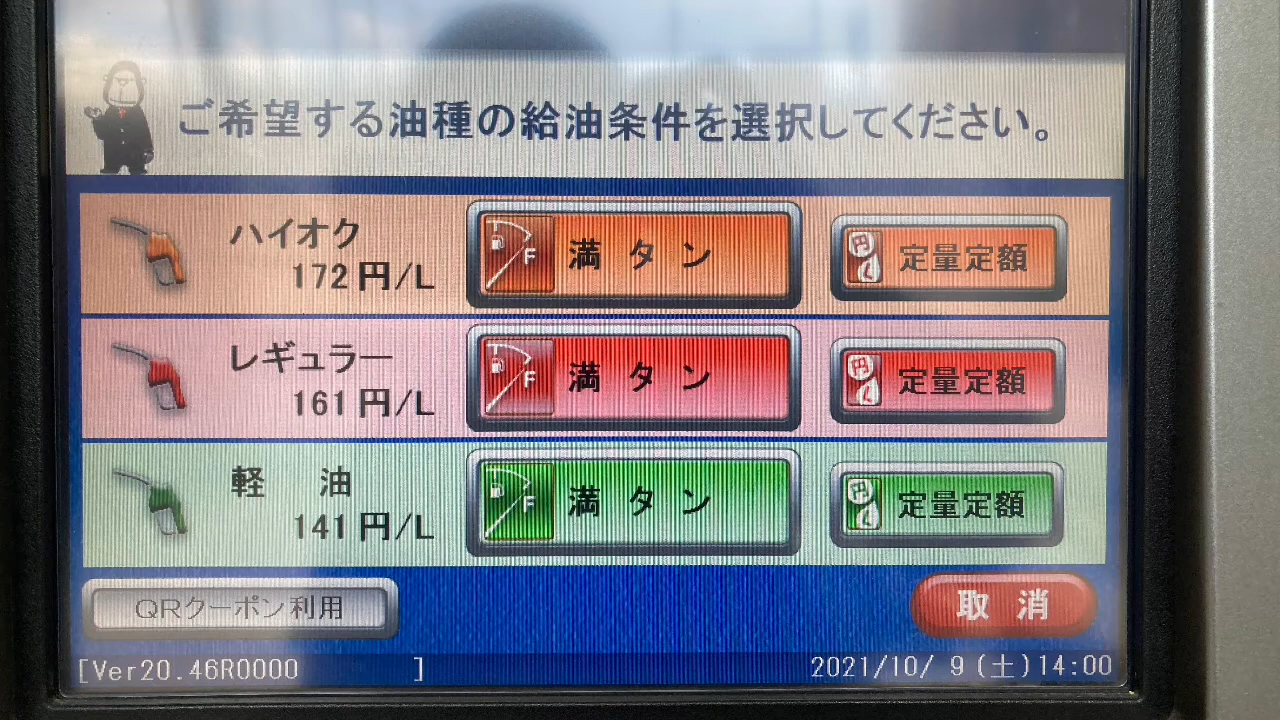 ご希望する油種の給油条件を選択してください。
ハイオク
172円/L
F
満タン
円
L
定量定額
レギュラー
161円/L
F
満タン
円
L
定量定額
軽油
141円/L
F
満タン
円
L
定量定額
QRクーポン利用
取消
[Ver20.46R0000 ]
2021/10/ 9(土)14:00